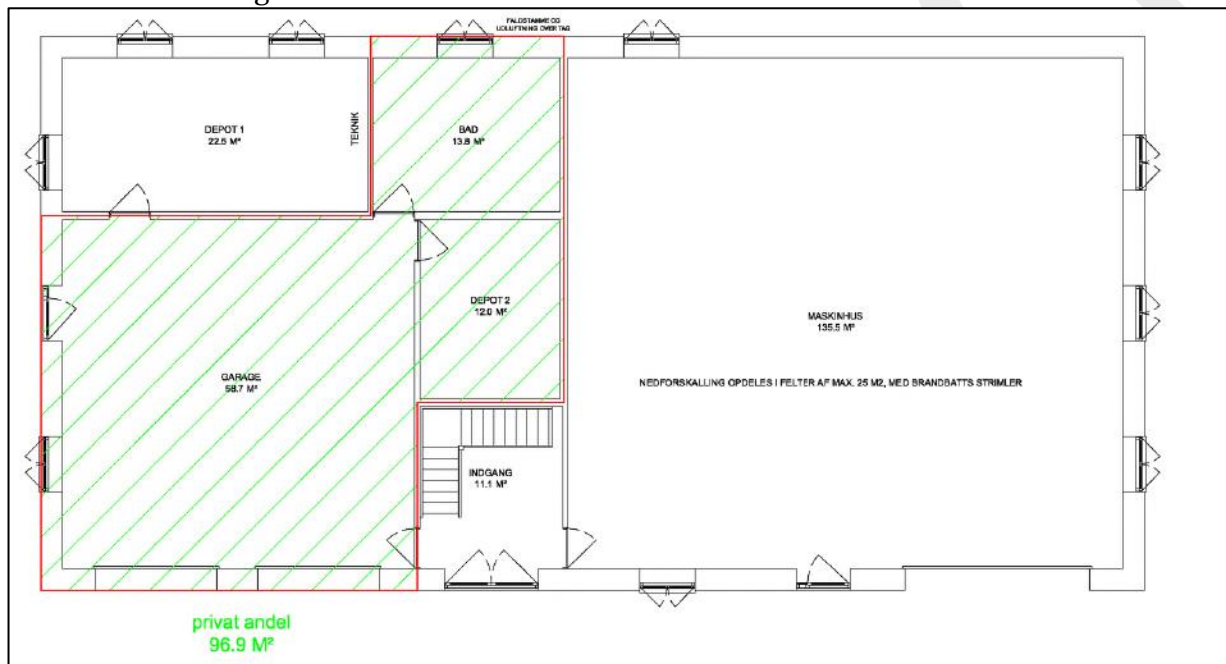 FALDSTAMME OG
UDLUFTNING OVER TAG
DEPOT 1
22.5 M²
TEKNIK
BAD
13.8 M²
DEPOT 2
12.0 M²
MASKINHUS
135.5 M²
GARAGE
58.7 M²
NEDFORSKALLING OPDELES I FELTER AF MAX. 25 M2, MED BRANDBATTS STRIMLER
INDGANG
11.1 M²
privat andel
96.9 M²